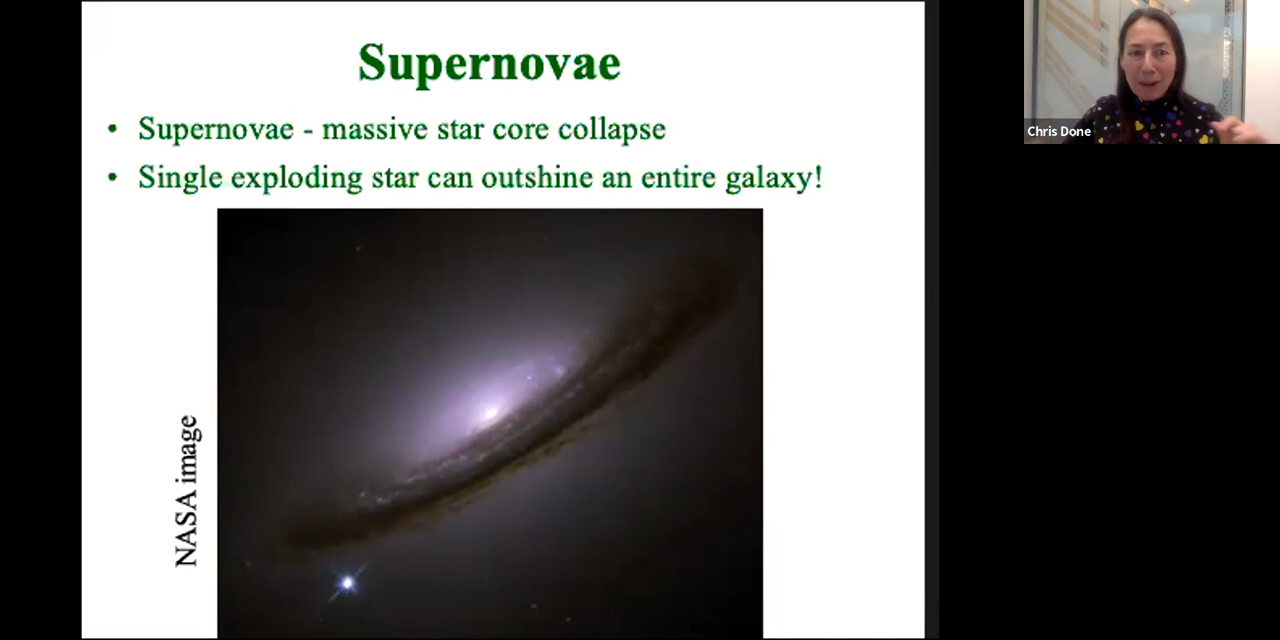 Supernovae
• Supernovae - massive star core collapse
• Single exploding star can outshine an entire galaxy!
NASA image
Chris Done